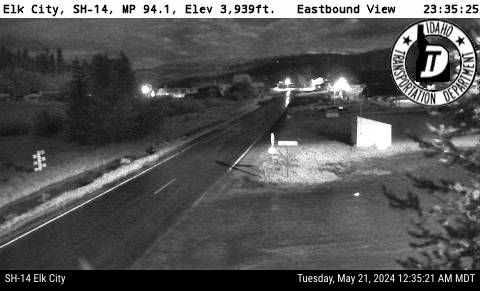 Elk City, SH-14, MP 94.1, Elev 3,939ft. Eastbound View 23:35:25
IDAHO
TRANSPORTATION DEPARTMENT
SH-14 Elk City Tuesday, May 21, 2024 12:35:21 AM MDT